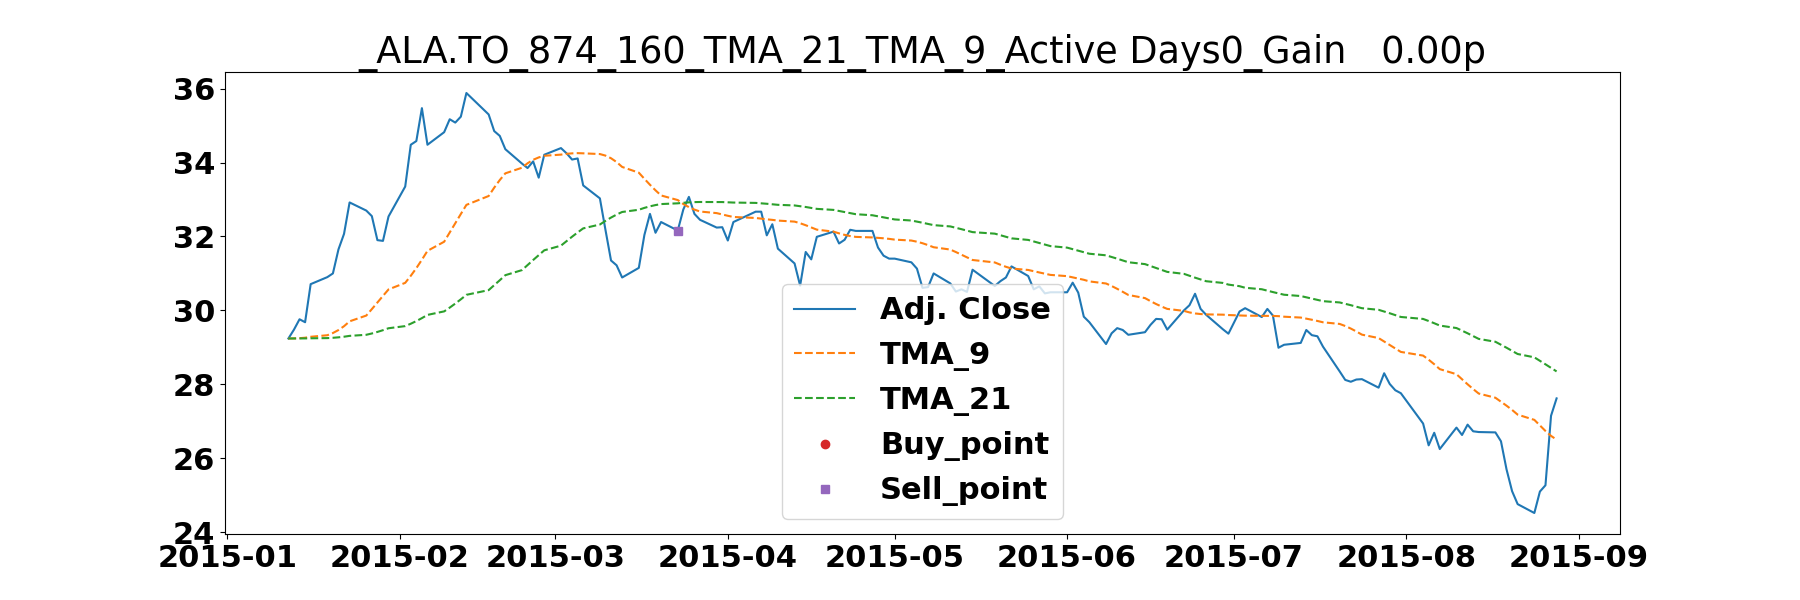 _ALA.TO_874_160_TMA_21_TMA_9_Active Days0_Gain   0.00p
36
34
32
30
28
26
24
Adj. Close
TMA_9
TMA_21
Buy_point
Sell_point
2015-01 2015-02 2015-03 2015-04 2015-05 2015-06 2015-07 2015-08 2015-09